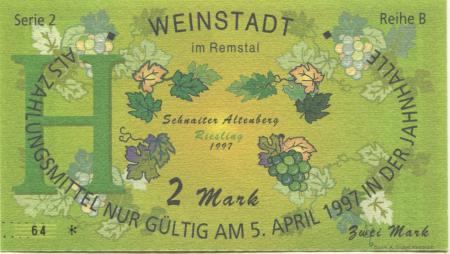 Serie 2
WEINSTADT
Reihe B
im Remstal
H
Schnaiter Altenberg
Riesling
1997
2 Mark
ALS ZAHLUNGSMITTEL NUR GÜLTIG AM 5. APRIL 1997 IN DER JAHNHALLE
64 *
Zwei Mark